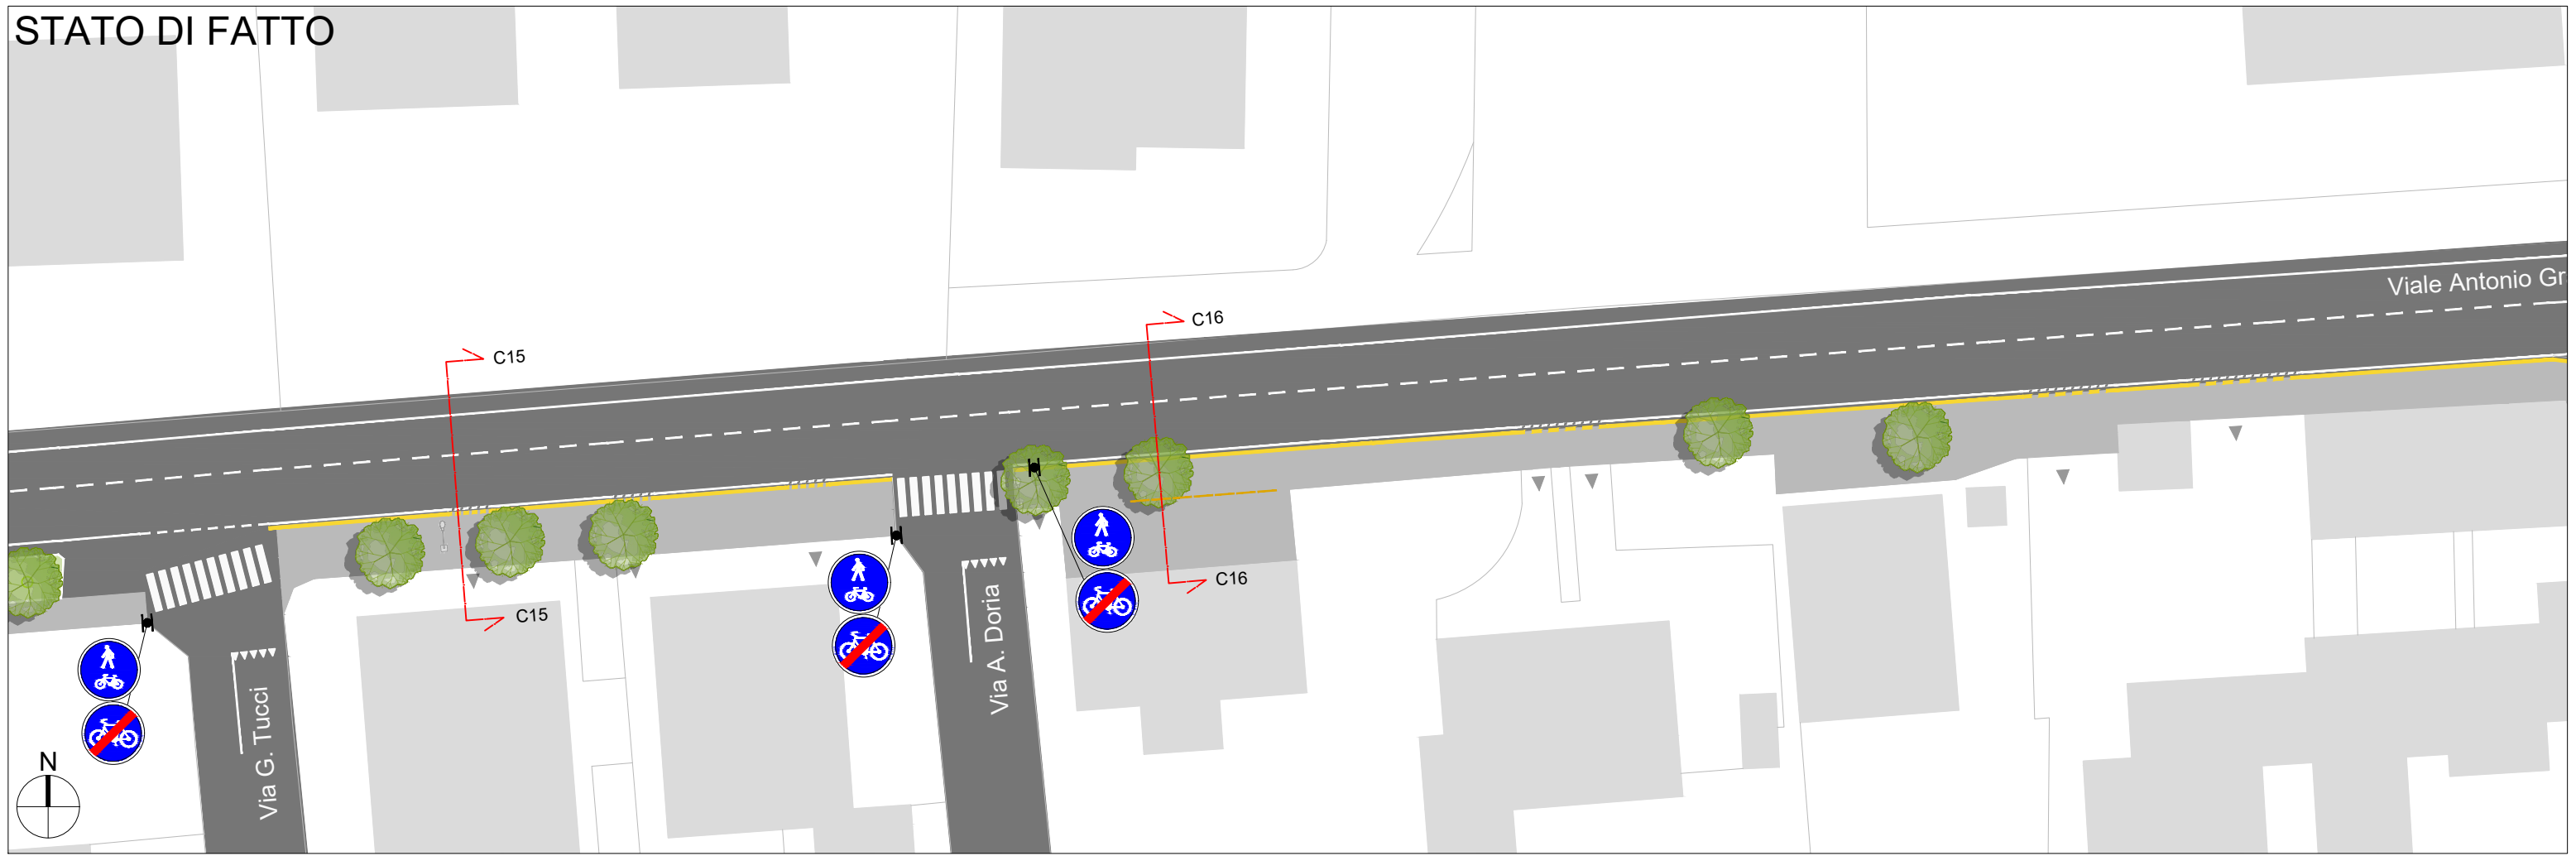 STATO DI FATTO
Viale Antonio Gr
C16
C15
C16
C15
Via A. Doria
Via G. Tucci
N